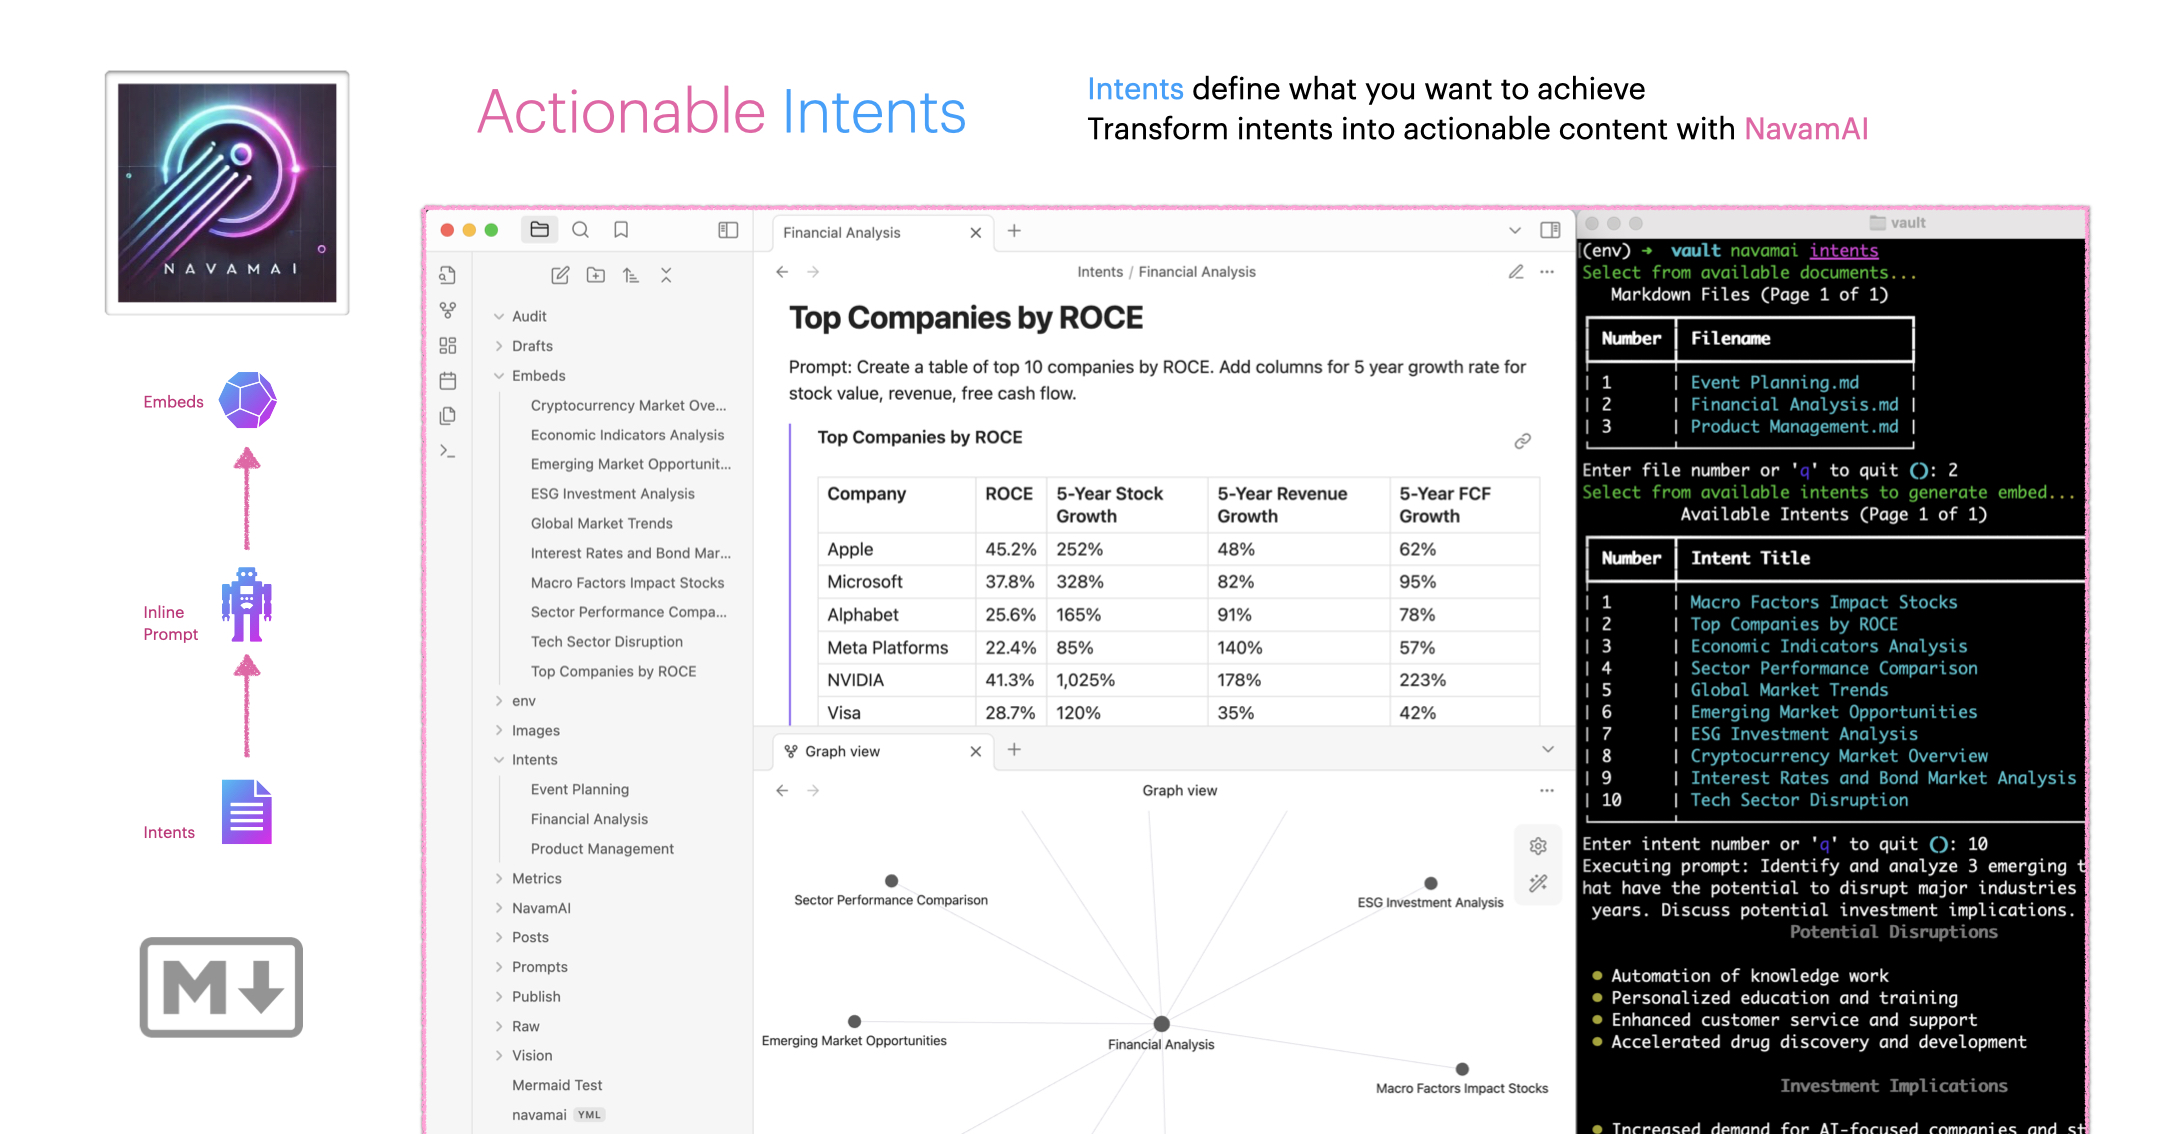 NAVAMAI
Actionable Intents
Intents define what you want to achieve
Transform intents into actionable content with NavamAI
Embeds
Inline
Prompt
Intents
M
Audit
Drafts
Embeds
Cryptocurrency Market Ove...
Economic Indicators Analysis
Emerging Market Opportunit...
ESG Investment Analysis
Global Market Trends
Interest Rates and Bond Mar...
Macro Factors Impact Stocks
Sector Performance Compa...
Tech Sector Disruption
Top Companies by ROCE
env
Images
Intents
Event Planning
Financial Analysis
Product Management
Metrics
NavamAI
Posts
Prompts
Publish
Raw
Vision
Mermaid Test
navamai YML
Financial Analysis
Intents / Financial Analysis
Top Companies by ROCE
Prompt: Create a table of top 10 companies by ROCE. Add columns for 5 year growth rate for
stock value, revenue, free cash flow.
Top Companies by ROCE
Company ROCE 5-Year Stock Growth 5-Year Revenue Growth 5-Year FCF Growth
Apple 45.2% 252% 48% 62%
Microsoft 37.8% 328% 82% 95%
Alphabet 25.6% 165% 91% 78%
Meta Platforms 22.4% 85% 140% 57%
NVIDIA 41.3% 1,025% 178% 223%
Visa 28.7% 120% 35% 42%
Graph view
Graph view
Sector Performance Comparison
ESG Investment Analysis
Emerging Market Opportunities
Financial Analysis
Macro Factors Impact Stocks
vault
(env) → vault navamai intents
Select from available documents...
Markdown Files (Page 1 of 1)
Number Filename
1 Event Planning.md
2 Financial Analysis.md
3 Product Management.md
Enter file number or 'q' to quit (): 2
Select from available intents to generate embed...
Available Intents (Page 1 of 1)
Number Intent Title
1 Macro Factors Impact Stocks
2 Top Companies by ROCE
3 Economic Indicators Analysis
4 Sector Performance Comparison
5 Global Market Trends
6 Emerging Market Opportunities
7 ESG Investment Analysis
8 Cryptocurrency Market Overview
9 Interest Rates and Bond Market Analysis
10 Tech Sector Disruption
Enter intent number or 'q' to quit (): 10
Executing prompt: Identify and analyze 3 emerging t
hat have the potential to disrupt major industries
years. Discuss potential investment implications.
Potential Disruptions
● Automation of knowledge work
● Personalized education and training
● Enhanced customer service and support
● Accelerated drug discovery and development
Investment Implications
● Increased demand for AI-focused companies and st